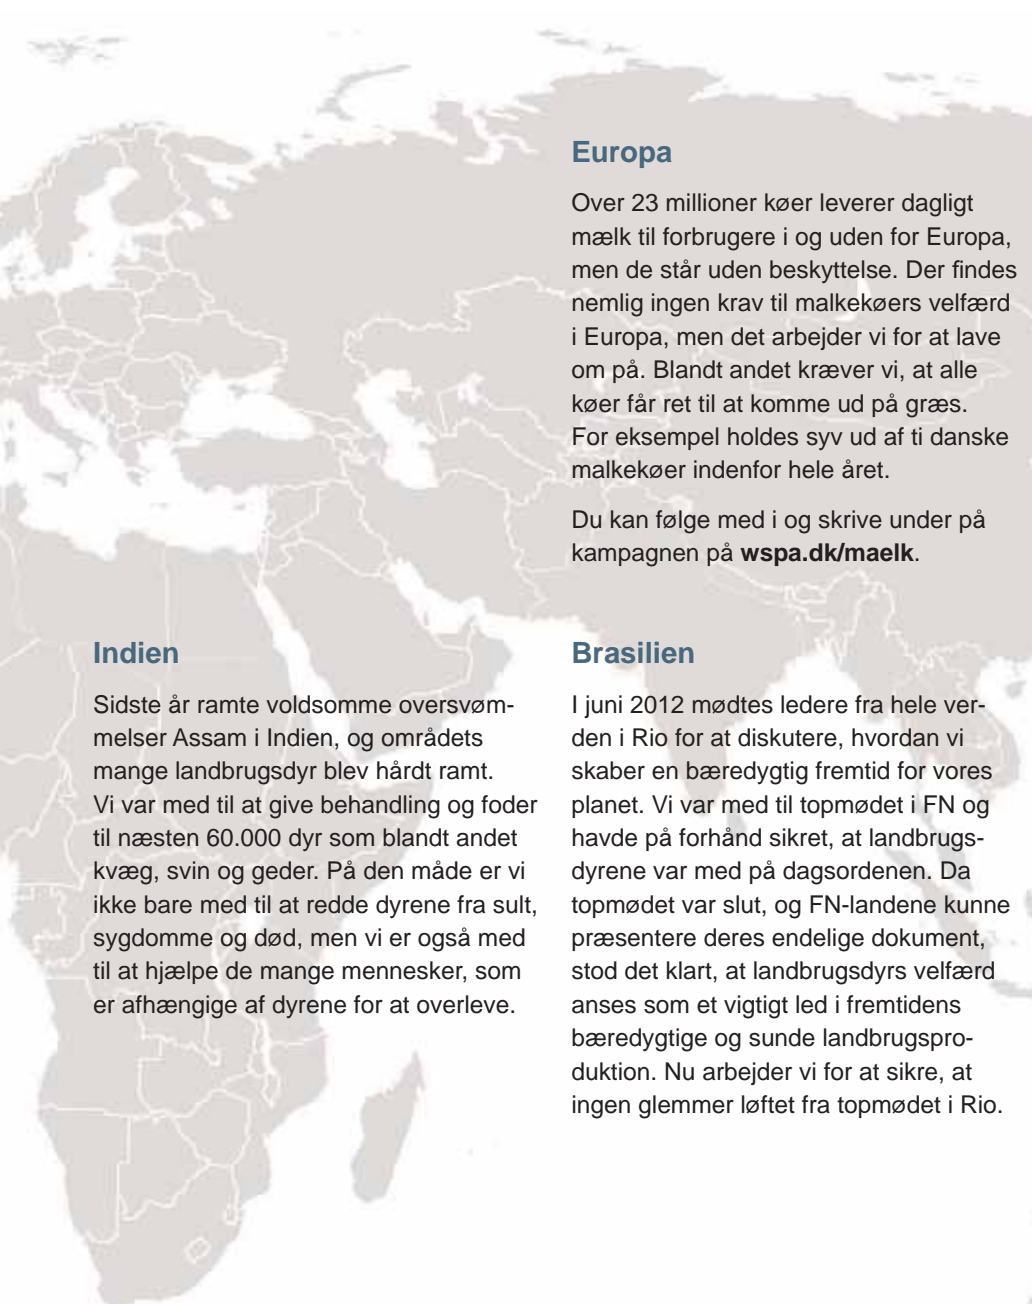 Europa
Over 23 millioner køer leverer dagligt
mælk til forbrugere i og uden for Europa,
men de står uden beskyttelse. Der findes
nemlig ingen krav til malkekøers velfærd
i Europa, men det arbejder vi for at lave
om på. Blandt andet kræver vi, at alle
køer får ret til at komme ud på græs.
For eksempel holdes syv ud af ti danske
malkekøer indenfor hele året.
Du kan følge med i og skrive under på
kampagnen på wspa.dk/maelk.
Indien
Sidste år ramte voldsomme oversvøm-
melser Assam i Indien, og områdets
mange landbrugsdyr blev hårdt ramt.
Vi var med til at give behandling og foder
til næsten 60.000 dyr som blandt andet
kvæg, svin og geder. På den måde er vi
ikke bare med til at redde dyrene fra sult,
sygdomme og død, men vi er også med
til at hjælpe de mange mennesker, som
er afhængige af dyrene for at overleve.
Brasilien
I juni 2012 mødtes ledere fra hele ver-
den i Rio for at diskutere, hvordan vi
skaber en bæredygtig fremtid for vores
planet. Vi var med til topmødet i FN og
havde på forhånd sikret, at landbrugs-
dyrene var med på dagsordenen. Da
topmødet var slut, og FN-landene kunne
præsentere deres endelige dokument,
stod det klart, at landbrugsdyrs velfærd
anses som et vigtigt led i fremtidens
bæredygtige og sunde landbrugspro-
duktion. Nu arbejder vi for at sikre, at
ingen glemmer løftet fra topmødet i Rio.